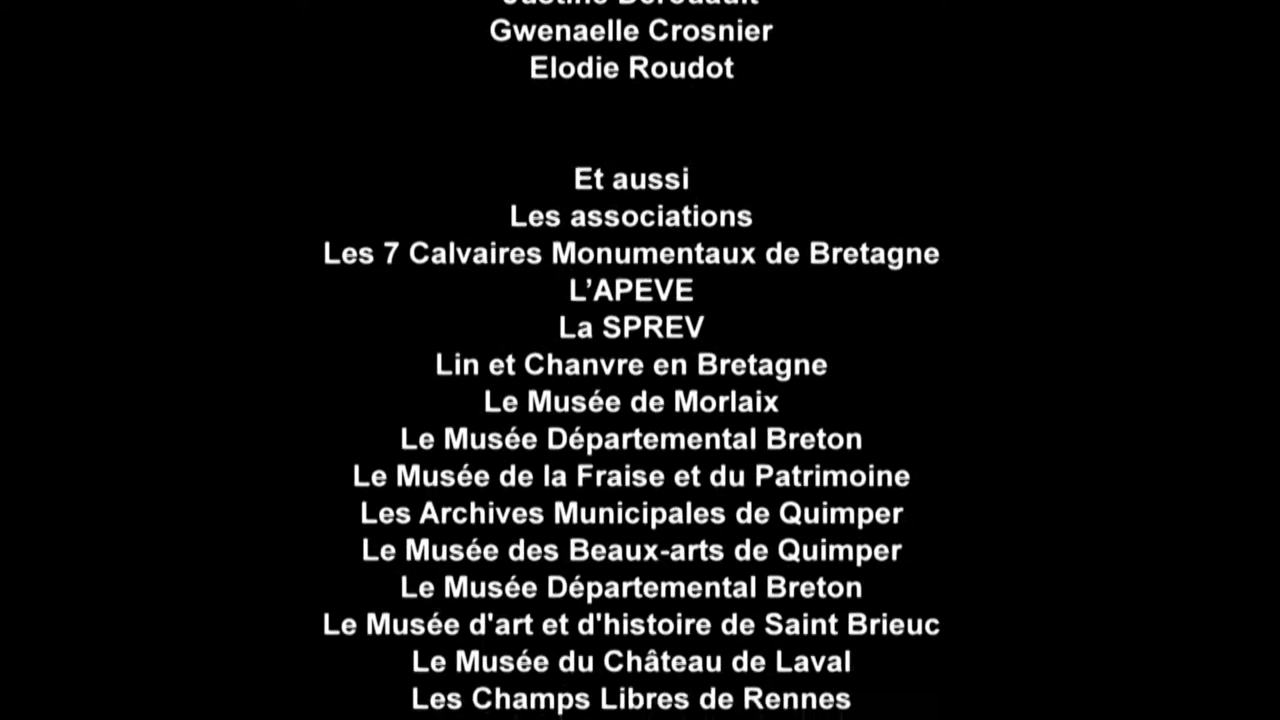 Gwenaelle Crosnier
Elodie Roudot
Et aussi
Les associations
Les 7 Calvaires Monumentaux de Bretagne
L’APEVE
La SPREV
Lin et Chanvre en Bretagne
Le Musée de Morlaix
Le Musée Départemental Breton
Le Musée de la Fraise et du Patrimoine
Les Archives Municipales de Quimper
Le Musée des Beaux-arts de Quimper
Le Musée Départemental Breton
Le Musée d'art et d'histoire de Saint Brieuc
Le Musée du Château de Laval
Les Champs Libres de Rennes